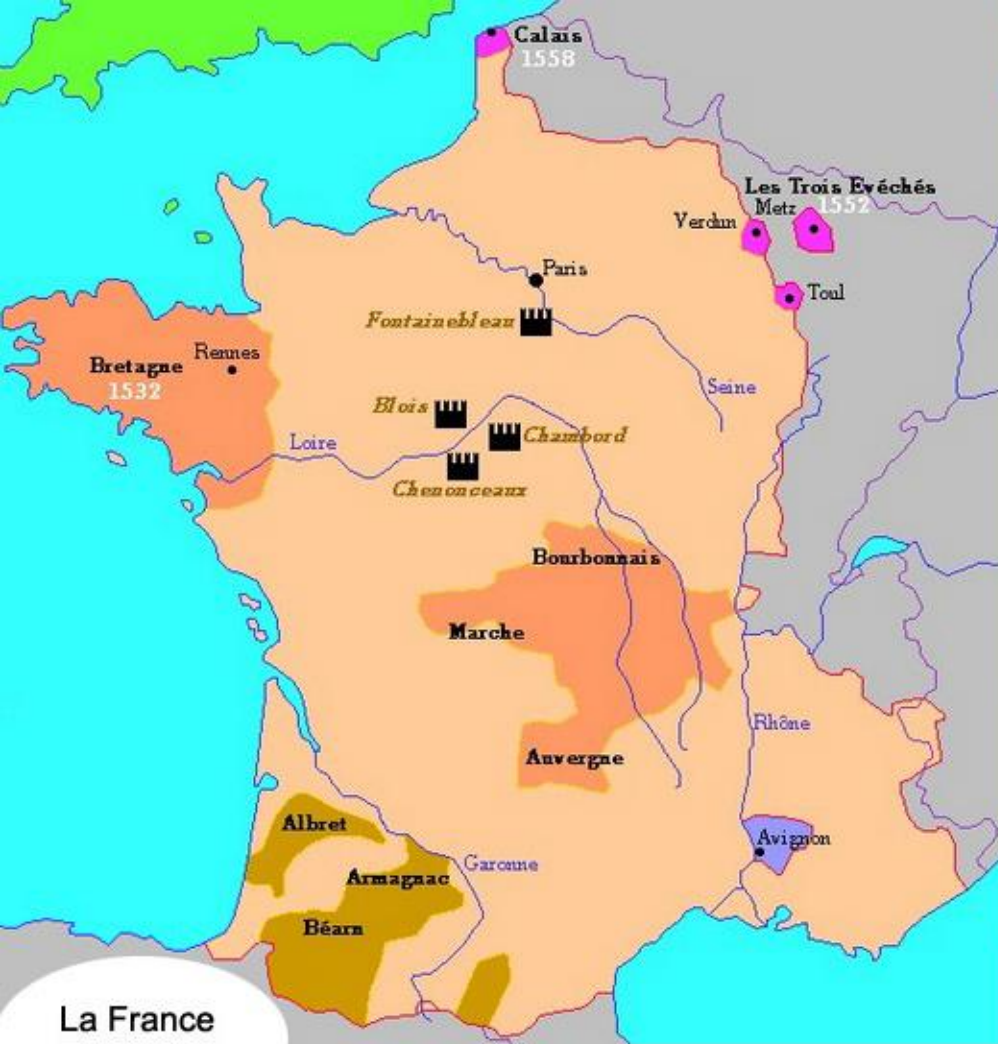 Calais
1558
Les Trois Evéchés
Metz
1552
Verdun
Toul
Paris
Fontainebleau
Bretagne
1532
Rennes
Seine
Blois
Chambord
Loire
Chenonceaux
Bourbonnais
Marche
Rhône
Auvergne
Albret
Avignon
Garonne
Armagnac
Béarn
La France